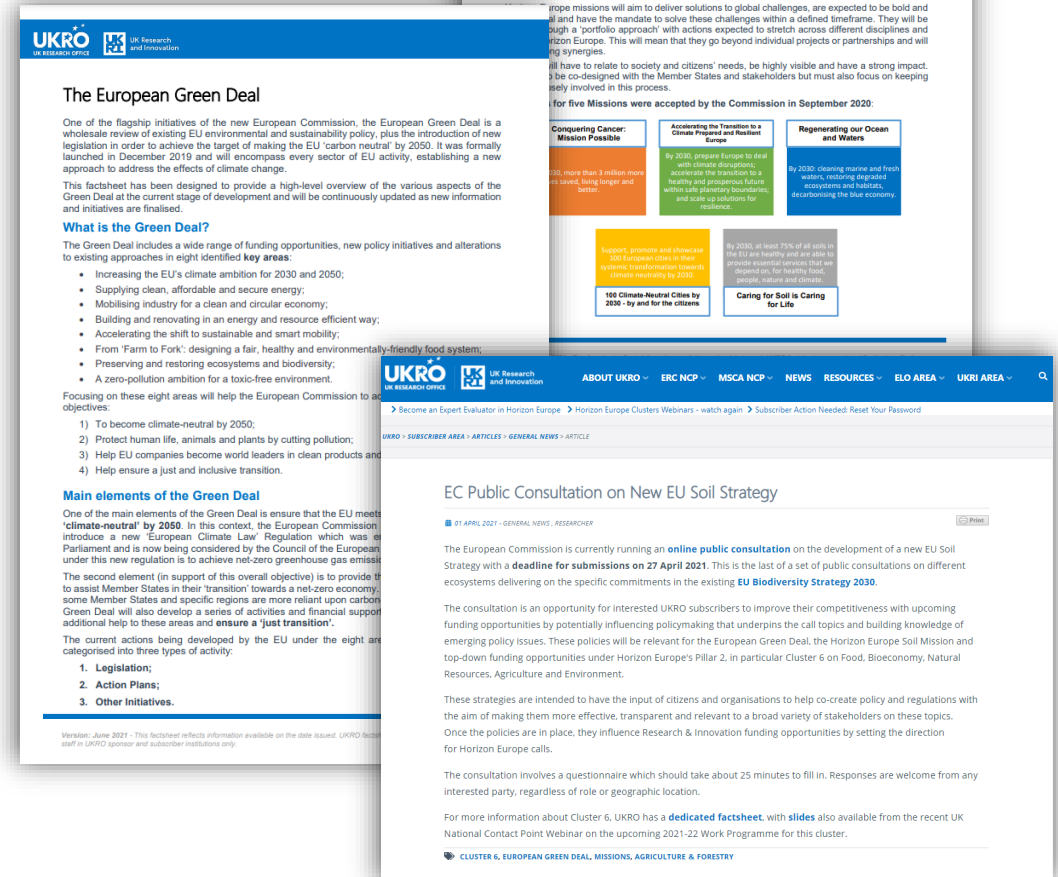 UKRO
UK RESEARCH OFFICE
UK Research
and Innovation
The European Green Deal
One of the flagship initiatives of the new European Commission, the European Green Deal is a
wholesale review of existing EU environmental and sustainability policy, plus the introduction of new
legislation in order to achieve the target of making the EU 'carbon neutral' by 2050. It was formally
launched in December 2019 and will encompass every sector of EU activity, establishing a new
approach to address the effects of climate change.
This factsheet has been designed to provide a high-level overview of the various aspects of the
Green Deal at the current stage of development and will be continuously updated as new information
and initiatives are finalised.
What is the Green Deal?
The Green Deal includes a wide range of funding opportunities, new policy initiatives and alterations
to existing approaches in eight identified key areas:
• Increasing the EU's climate ambition for 2030 and 2050;
• Supplying clean, affordable and secure energy;
• Mobilising industry for a clean and circular economy;
• Building and renovating in an energy and resource efficient way;
• Accelerating the shift to sustainable and smart mobility;
• From 'Farm to Fork': designing a fair, healthy and environmentally-friendly food system;
• Preserving and restoring ecosystems and biodiversity;
• A zero-pollution ambition for a toxic-free environment.
Focusing on these eight areas will help the European Commission to
objectives:
1) To become climate-neutral by 2050;
2) Protect human life, animals and plants by cutting pollution;
3) Help EU companies become world leaders in clean products and
4) Help ensure a just and inclusive transition.
Main elements of the Green Deal
One of the main elements of the Green Deal is ensure that the EU meets
'climate-neutral' by 2050. In this context, the European Commission
introduce a new 'European Climate Law' Regulation which was
Parliament and is now being considered by the Council of the European
under this new regulation is to achieve net-zero greenhouse gas
The second element (in support of this overall objective) is to provide
to assist Member States in their 'transition' towards a net-zero economy.
some Member States and specific regions are more reliant upon carbon
Green Deal will also develop a series of activities and financial
additional help to these areas and ensure a 'just transition'.
The current actions being developed by the EU under the eight
categorised into three types of activity:
1. Legislation;
2. Action Plans;
3. Other Initiatives.
Version: June 2021 - This factsheet reflects information available on the date issued. UKRO
staff in UKRO sponsor and subscriber institutions only.
Europe missions will aim to deliver solutions to global challenges, are expected to be bold and
and have the mandate to solve these challenges within a defined timeframe. They will be
a 'portfolio approach' with actions expected to stretch across different disciplines and
Europe. This will mean that they go beyond individual projects or partnerships and will
synergies.
have to relate to society and citizens' needs, be highly visible and have a strong impact.
be co-designed with the Member States and stakeholders but must also focus on keeping
involved in this process.
for five Missions were accepted by the Commission in September 2020:
Conquering Cancer:
Mission Possible
more than 3 million more
saved, living longer and
better.
Accelerating the Transition to a
Climate Prepared and Resilient
Europe
By 2030, prepare Europe to deal
with climate disruptions;
accelerate the transition to a
healthy and prosperous future
within safe planetary boundaries;
and scale up solutions for
resilience.
Regenerating our Ocean
and Waters
By 2030: cleaning marine and fresh
waters, restoring degraded
ecosystems and habitats,
decarbonising the blue economy.
Support, promote and showcase
100 European cities in their
systemic transformation towards
climate neutrality by 2030.
100 Climate-Neutral Cities by
2030 - by and for the citizens
By 2030, at least 75% of all soils in
the EU are healthy and are able to
provide essential services that we
depend on, for healthy food,
people, nature and climate.
Caring for Soil is Caring
for Life
UKRO
UK RESEARCH OFFICE
UK Research
and Innovation
ABOUT UKRO ERC NCP MSCA NCP NEWS RESOURCES ELO AREA UKRI AREA
Become an Expert Evaluator in Horizon Europe Horizon Europe Clusters Webinars - watch again Subscriber Action Needed: Reset Your Password
UKRO > SUBSCRIBER AREA > ARTICLES > GENERAL NEWS > ARTICLE
EC Public Consultation on New EU Soil Strategy
01 APRIL 2021 - GENERAL NEWS , RESEARCHER
Print
The European Commission is currently running an online public consultation on the development of a new EU Soil
Strategy with a deadline for submissions on 27 April 2021. This is the last of a set of public consultations on different
ecosystems delivering on the specific commitments in the existing EU Biodiversity Strategy 2030.
The consultation is an opportunity for interested UKRO subscribers to improve their competitiveness with upcoming
funding opportunities by potentially influencing policymaking that underpins the call topics and building knowledge of
emerging policy issues. These policies will be relevant for the European Green Deal, the Horizon Europe Soil Mission and
top-down funding opportunities under Horizon Europe's Pillar 2, in particular Cluster 6 on Food, Bioeconomy, Natural
Resources, Agriculture and Environment.
These strategies are intended to have the input of citizens and organisations to help co-create policy and regulations with
the aim of making them more effective, transparent and relevant to a broad variety of stakeholders on these topics.
Once the policies are in place, they influence Research & Innovation funding opportunities by setting the direction
for Horizon Europe calls.
The consultation involves a questionnaire which should take about 25 minutes to fill in. Responses are welcome from any
interested party, regardless of role or geographic location.
For more information about Cluster 6, UKRO has a dedicated factsheet, with slides also available from the recent UK
National Contact Point Webinar on the upcoming 2021-22 Work Programme for this cluster.
CLUSTER 6, EUROPEAN GREEN DEAL, MISSIONS, AGRICULTURE & FORESTRY